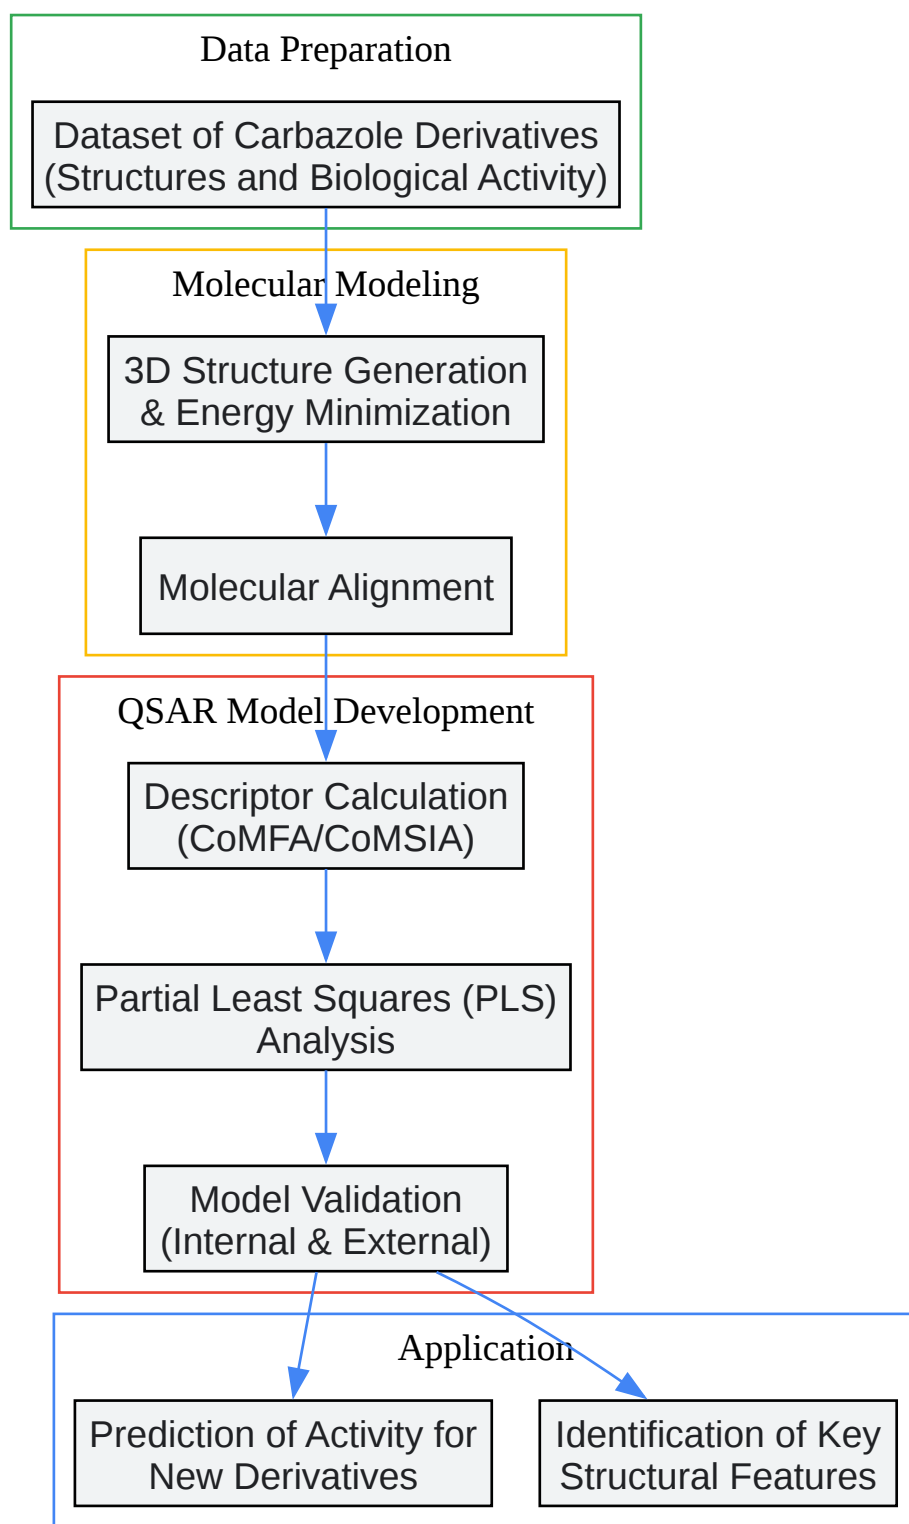 Data Preparation
Dataset of Carbazole Derivatives
(Structures and Biological Activity)
Molecular Modeling
3D Structure Generation
& Energy Minimization
Molecular Alignment
QSAR Model Development
Descriptor Calculation
(CoMFA/CoMSIA)
Partial Least Squares (PLS)
Analysis
Model Validation
(Internal & External)
Application
Prediction of Activity for
New Derivatives
Identification of Key
Structural Features